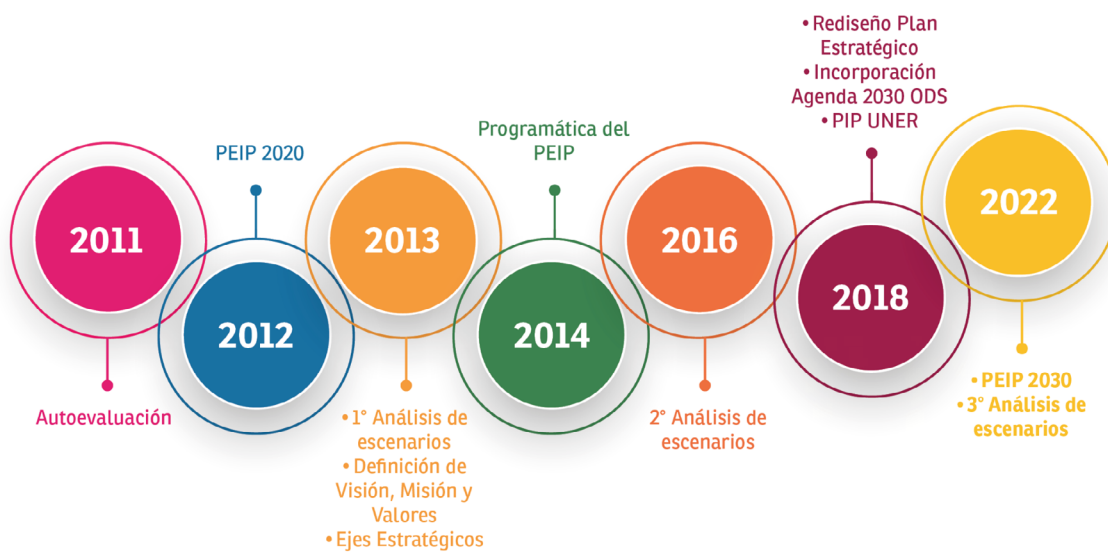 2011
Autoevaluación
PEIP 2020
2012
2013
•1° Análisis de
escenarios
•Definición de
Visión, Misión y
Valores
•Ejes Estratégicos
Programática del
PEIP
2014
2016
2° Análisis de
escenarios
•Rediseño Plan
Estratégico
•Incorporación
Agenda 2030 ODS
•PIP UNER
2018
2022
•PEIP 2030
•3° Análisis de
escenarios